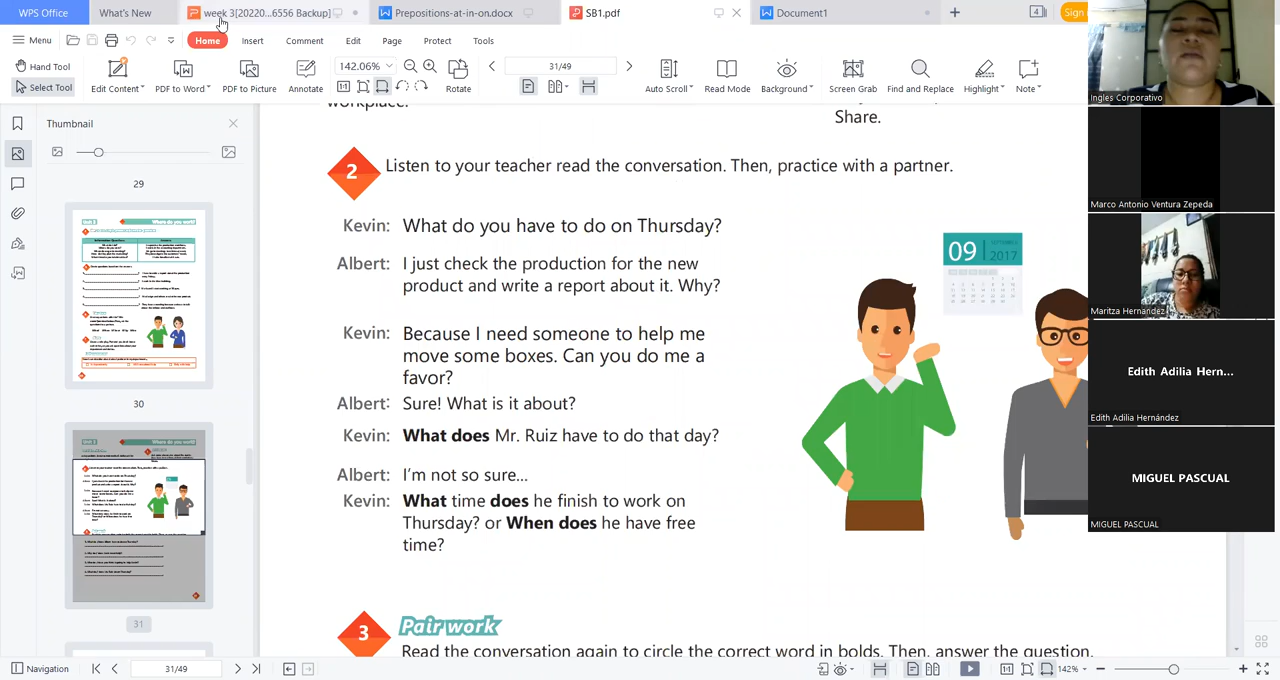 WPS Office
What's New
week 3[20220...6556 Backup]
Prepositions-at-in-on.docx
SB1.pdf
Document1
4
Sign
Menu
Home
Insert
Comment
Edit
Page
Protect
Tools
Hand Tool
Select Tool
Edit Content
PDF to Word
PDF to Picture
Annotate
142.06%
Rotate
31/49
Auto Scroll
Read Mode
Background
Screen Grab
Find and Replace
Highlight
Note
Thumbnail
29
30
31
workplace.
Share.
2
Listen to your teacher read the conversation. Then, practice with a partner.
Kevin: What do you have to do on Thursday?
Albert: I just check the production for the new
product and write a report about it. Why?
Kevin: Because I need someone to help me
move some boxes. Can you do me a
favor?
Albert: Sure! What is it about?
Kevin: What does Mr. Ruiz have to do that day?
Albert: I'm not so sure...
Kevin: What time does he finish to work on
Thursday? or When does he have free
time?
09
SEPTEMBER
2017
3
Pair work
Read the conversation again to circle the correct word in bolds. Then, answer the question.
Ingles Corporativo
Marco Antonio Ventura Zepeda
Maritza Hernandez
Edith Adilia Hern...
Edith Adilia Hernández
MIGUEL PASCUAL
MIGUEL PASCUAL
Navigation
31/49
142%